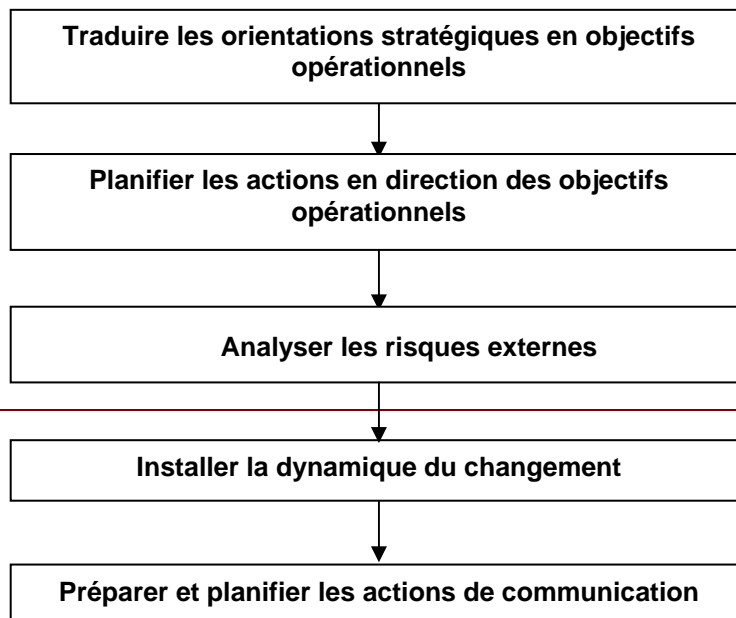 Traduire les orientations stratégiques en objectifs
opérationnels
Planifier les actions en direction des objectifs
opérationnels
Analyser les risques externes
Installer la dynamique du changement
Préparer et planifier les actions de communication